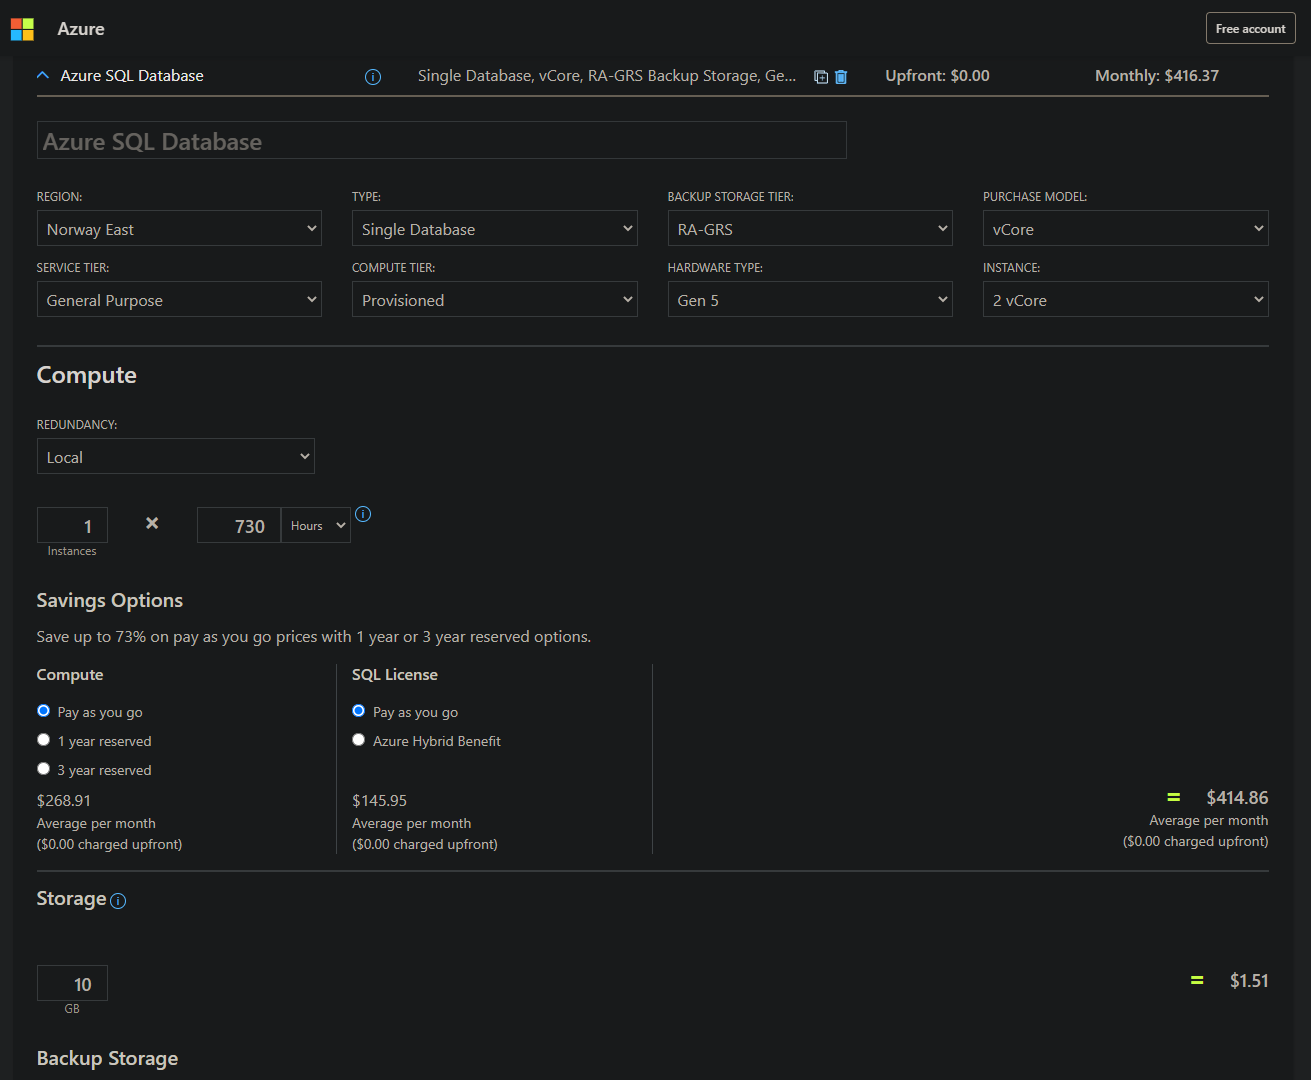 Azure
Free account
Azure SQL Database
Single Database, vCore, RA-GRS Backup Storage, Ge...
Upfront: $0.00
Monthly: $416.37
Azure SQL Database
REGION:
TYPE:
BACKUP STORAGE TIER:
PURCHASE MODEL:
Norway East
Single Database
RA-GRS
vCore
SERVICE TIER:
COMPUTE TIER:
HARDWARE TYPE:
INSTANCE:
General Purpose
Provisioned
Gen 5
2 vCore
Compute
REDUNDANCY:
Local
1
730
Hours
Instances
Savings Options
Save up to 73% on pay as you go prices with 1 year or 3 year reserved options.
Compute
Pay as you go
1 year reserved
3 year reserved
$268.91
Average per month
($0.00 charged upfront)
SQL License
Pay as you go
Azure Hybrid Benefit
$145.95
Average per month
($0.00 charged upfront)
= $414.86
Average per month
($0.00 charged upfront)
Storage
10
GB
= $1.51
Backup Storage